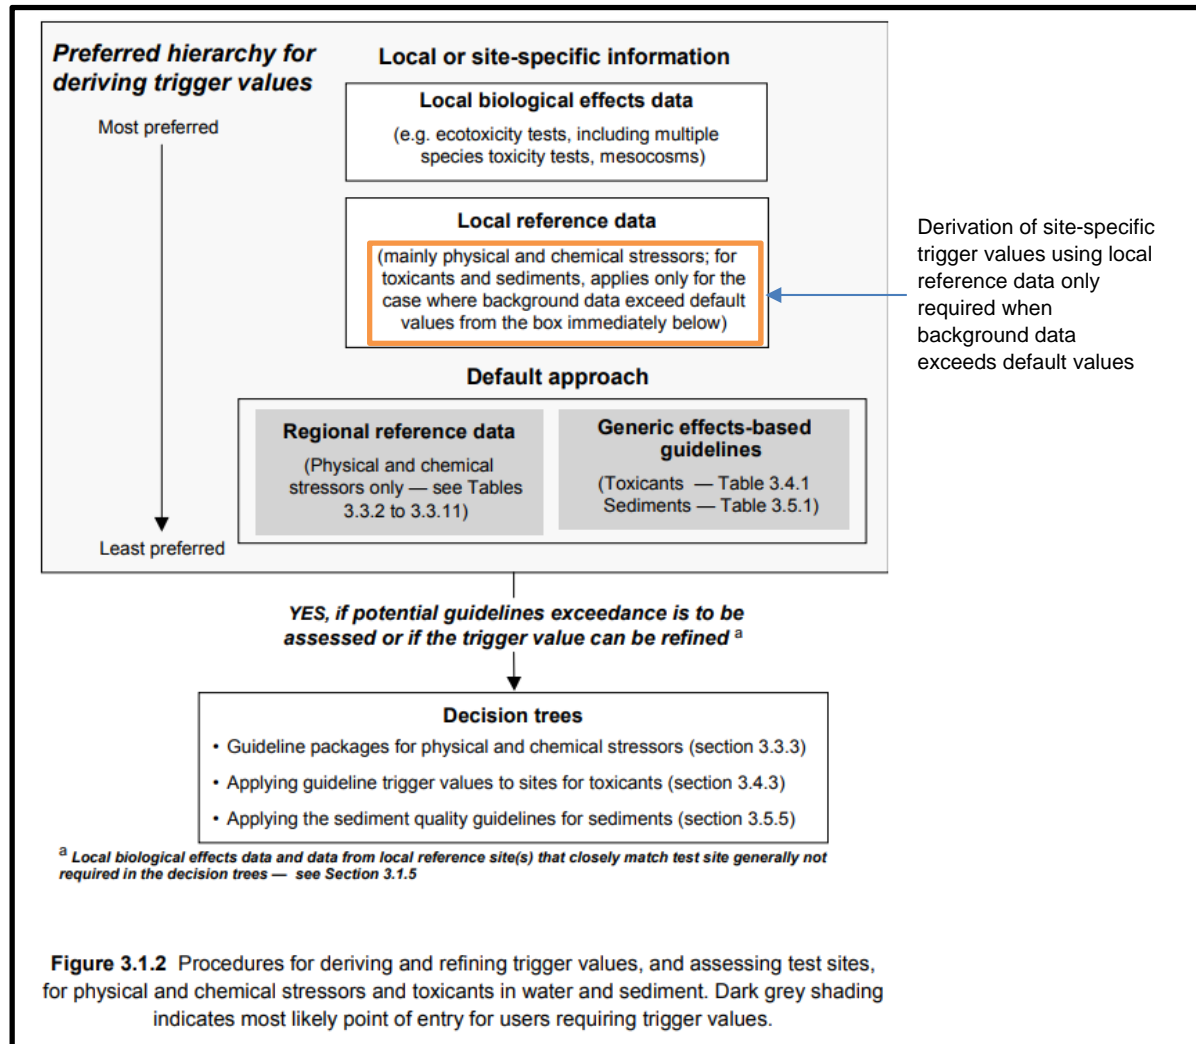 Preferred hierarchy for
deriving trigger values
Most preferred
Least preferred
Local or site-specific information
Local biological effects data
(e.g. ecotoxicity tests, including multiple
species toxicity tests, mesocosms)
Local reference data
(mainly physical and chemical stressors; for
toxicants and sediments, applies only for the
case where background data exceed default
values from the box immediately below)
Derivation of site-specific
trigger values using local
reference data only
required when
background data
exceeds default values
Default approach
Regional reference data
(Physical and chemical
stressors only — see Tables
3.3.2 to 3.3.11)
Generic effects-based
guidelines
(Toxicants — Table 3.4.1
Sediments — Table 3.5.1)
YES, if potential guidelines exceedance is to be
assessed or if the trigger value can be refined a
Decision trees
• Guideline packages for physical and chemical stressors (section 3.3.3)
• Applying guideline trigger values to sites for toxicants (section 3.4.3)
• Applying the sediment quality guidelines for sediments (section 3.5.5)
a Local biological effects data and data from local reference site(s) that closely match test site generally not
required in the decision trees — see Section 3.1.5
Figure 3.1.2 Procedures for deriving and refining trigger values, and assessing test sites,
for physical and chemical stressors and toxicants in water and sediment. Dark grey shading
indicates most likely point of entry for users requiring trigger values.